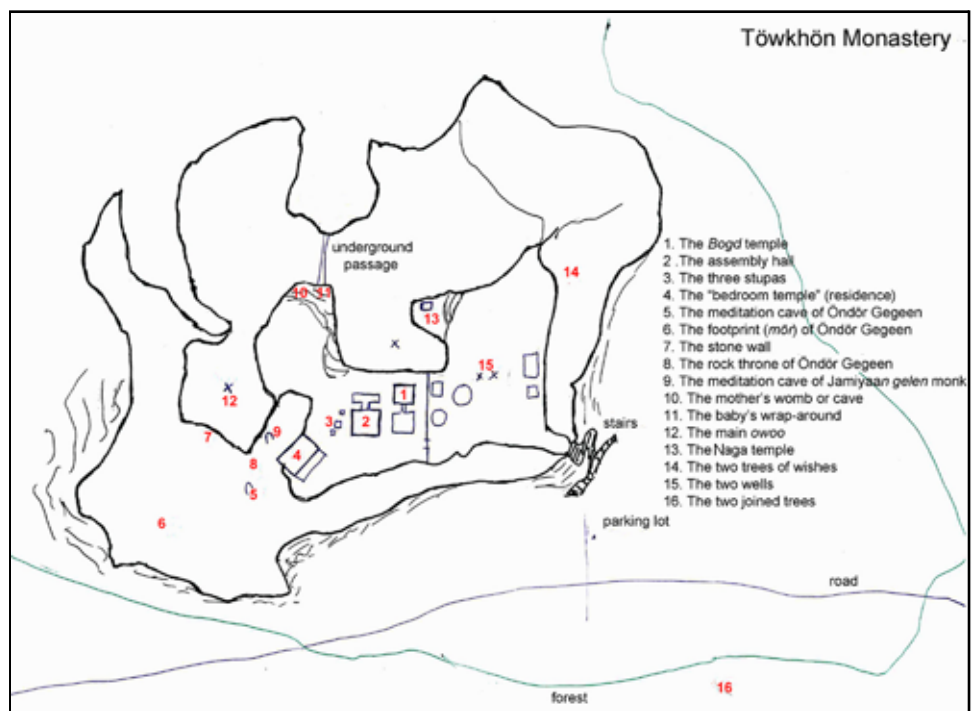 Töwkhön Monastery
underground
passage
10 11
14
13
15
12
1
3 2
7 9
8 4
5
6
stairs
parking lot
road
forest
16
1. The Bogd temple
2 .The assembly hall
3. The three stupas
4. The "bedroom temple" (residence)
5. The meditation cave of Öndör Gegeen
6. The footprint (mör) of Öndör Gegeen
7. The stone wall
8. The rock throne of Öndör Gegeen
9. The meditation cave of Jamiyaan gelen monk
10. The mother's womb or cave
11. The baby's wrap-around
12. The main owoo
13. The Naga temple
14. The two trees of wishes
15. The two wells
16. The two joined trees